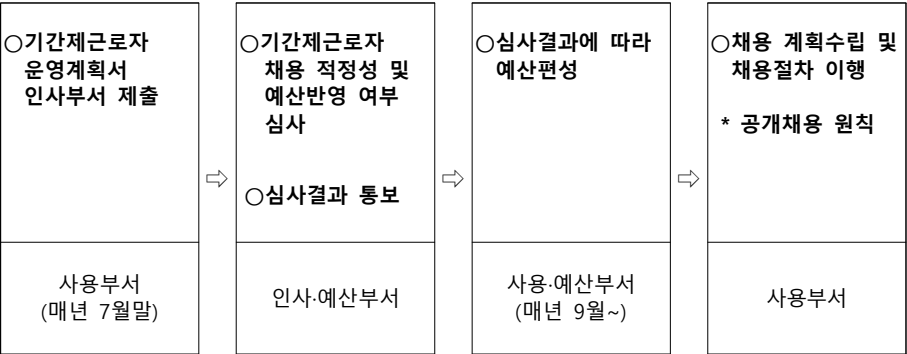 ○기간제근로자
운영계획서
인사부서 제출
사용부서
(매년 7월말)
⇨
○기간제근로자
채용 적정성 및
예산반영 여부
심사
○심사결과 통보
인사·예산부서
⇨
○심사결과에 따라
예산편성
사용·예산부서
(매년 9월~)
⇨
○채용 계획수립 및
채용절차 이행
* 공개채용 원칙
사용부서